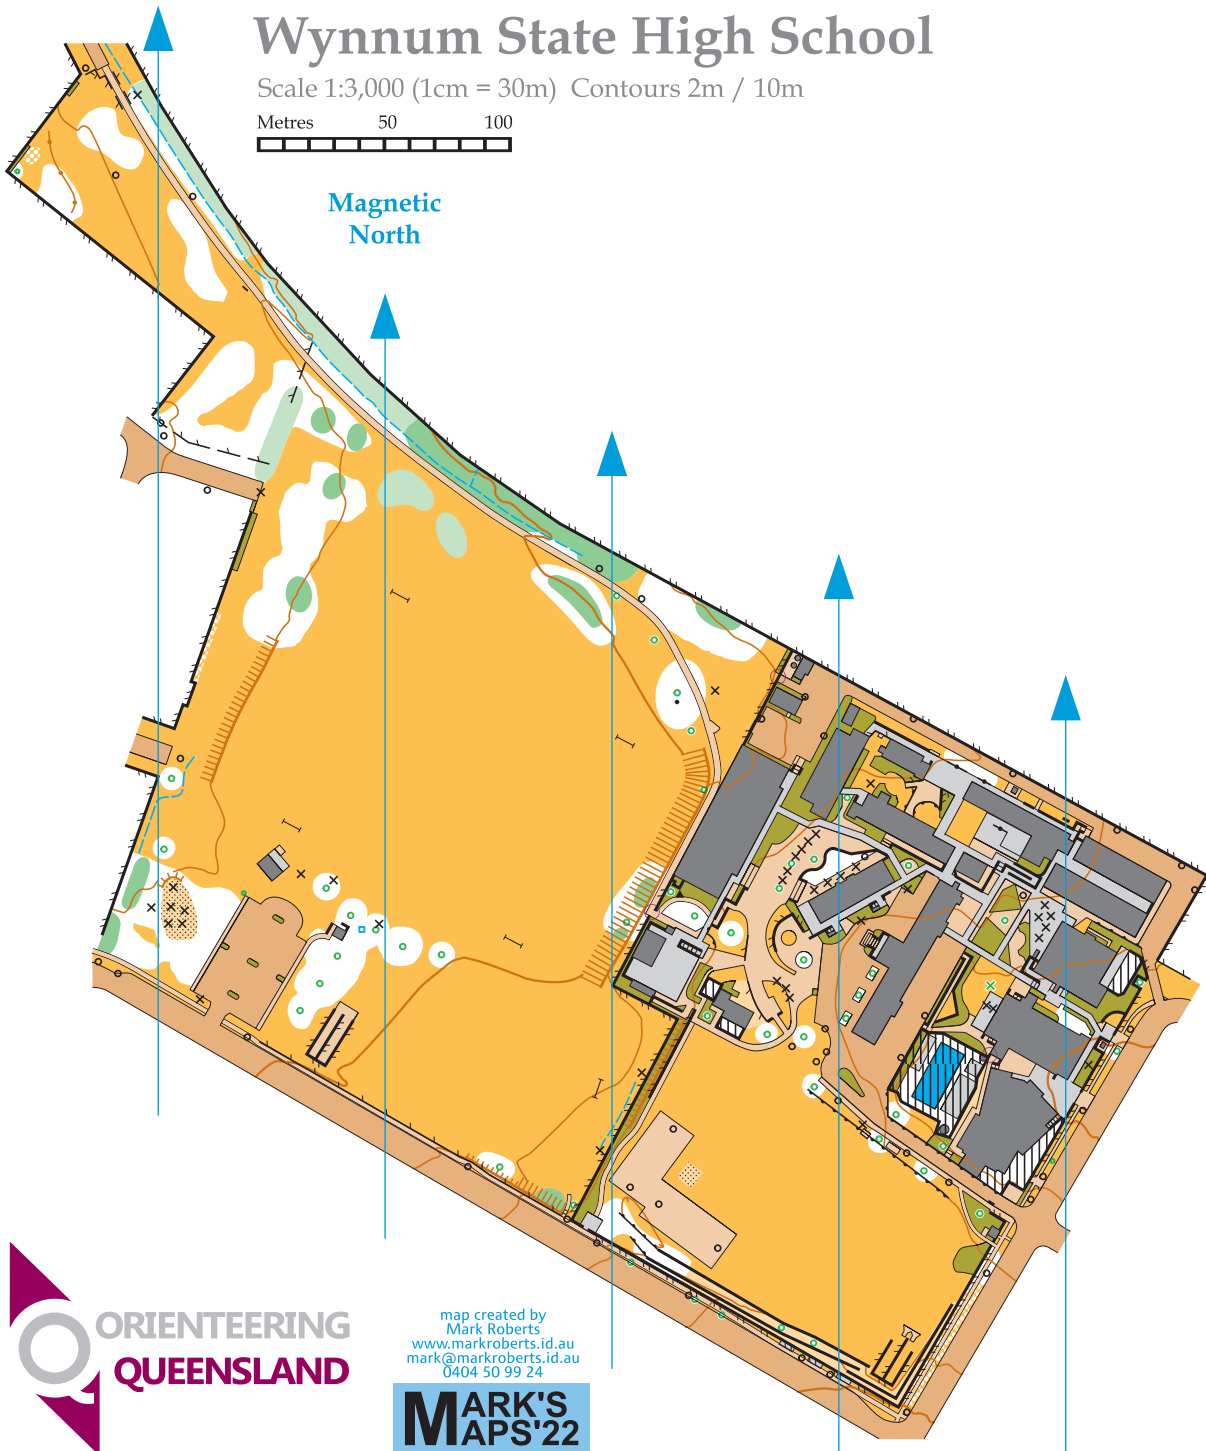 Wynnum State High School
Scale 1:3,000 (1cm = 30m) Contours 2m / 10m
Metres 50 100
Magnetic
North
ORIENTEERING
QUEENSLAND
map created by
Mark Roberts
www.markroberts.id.au
mark@markroberts.id.au
0404 50 99 24
MARK'S
MAPS'22